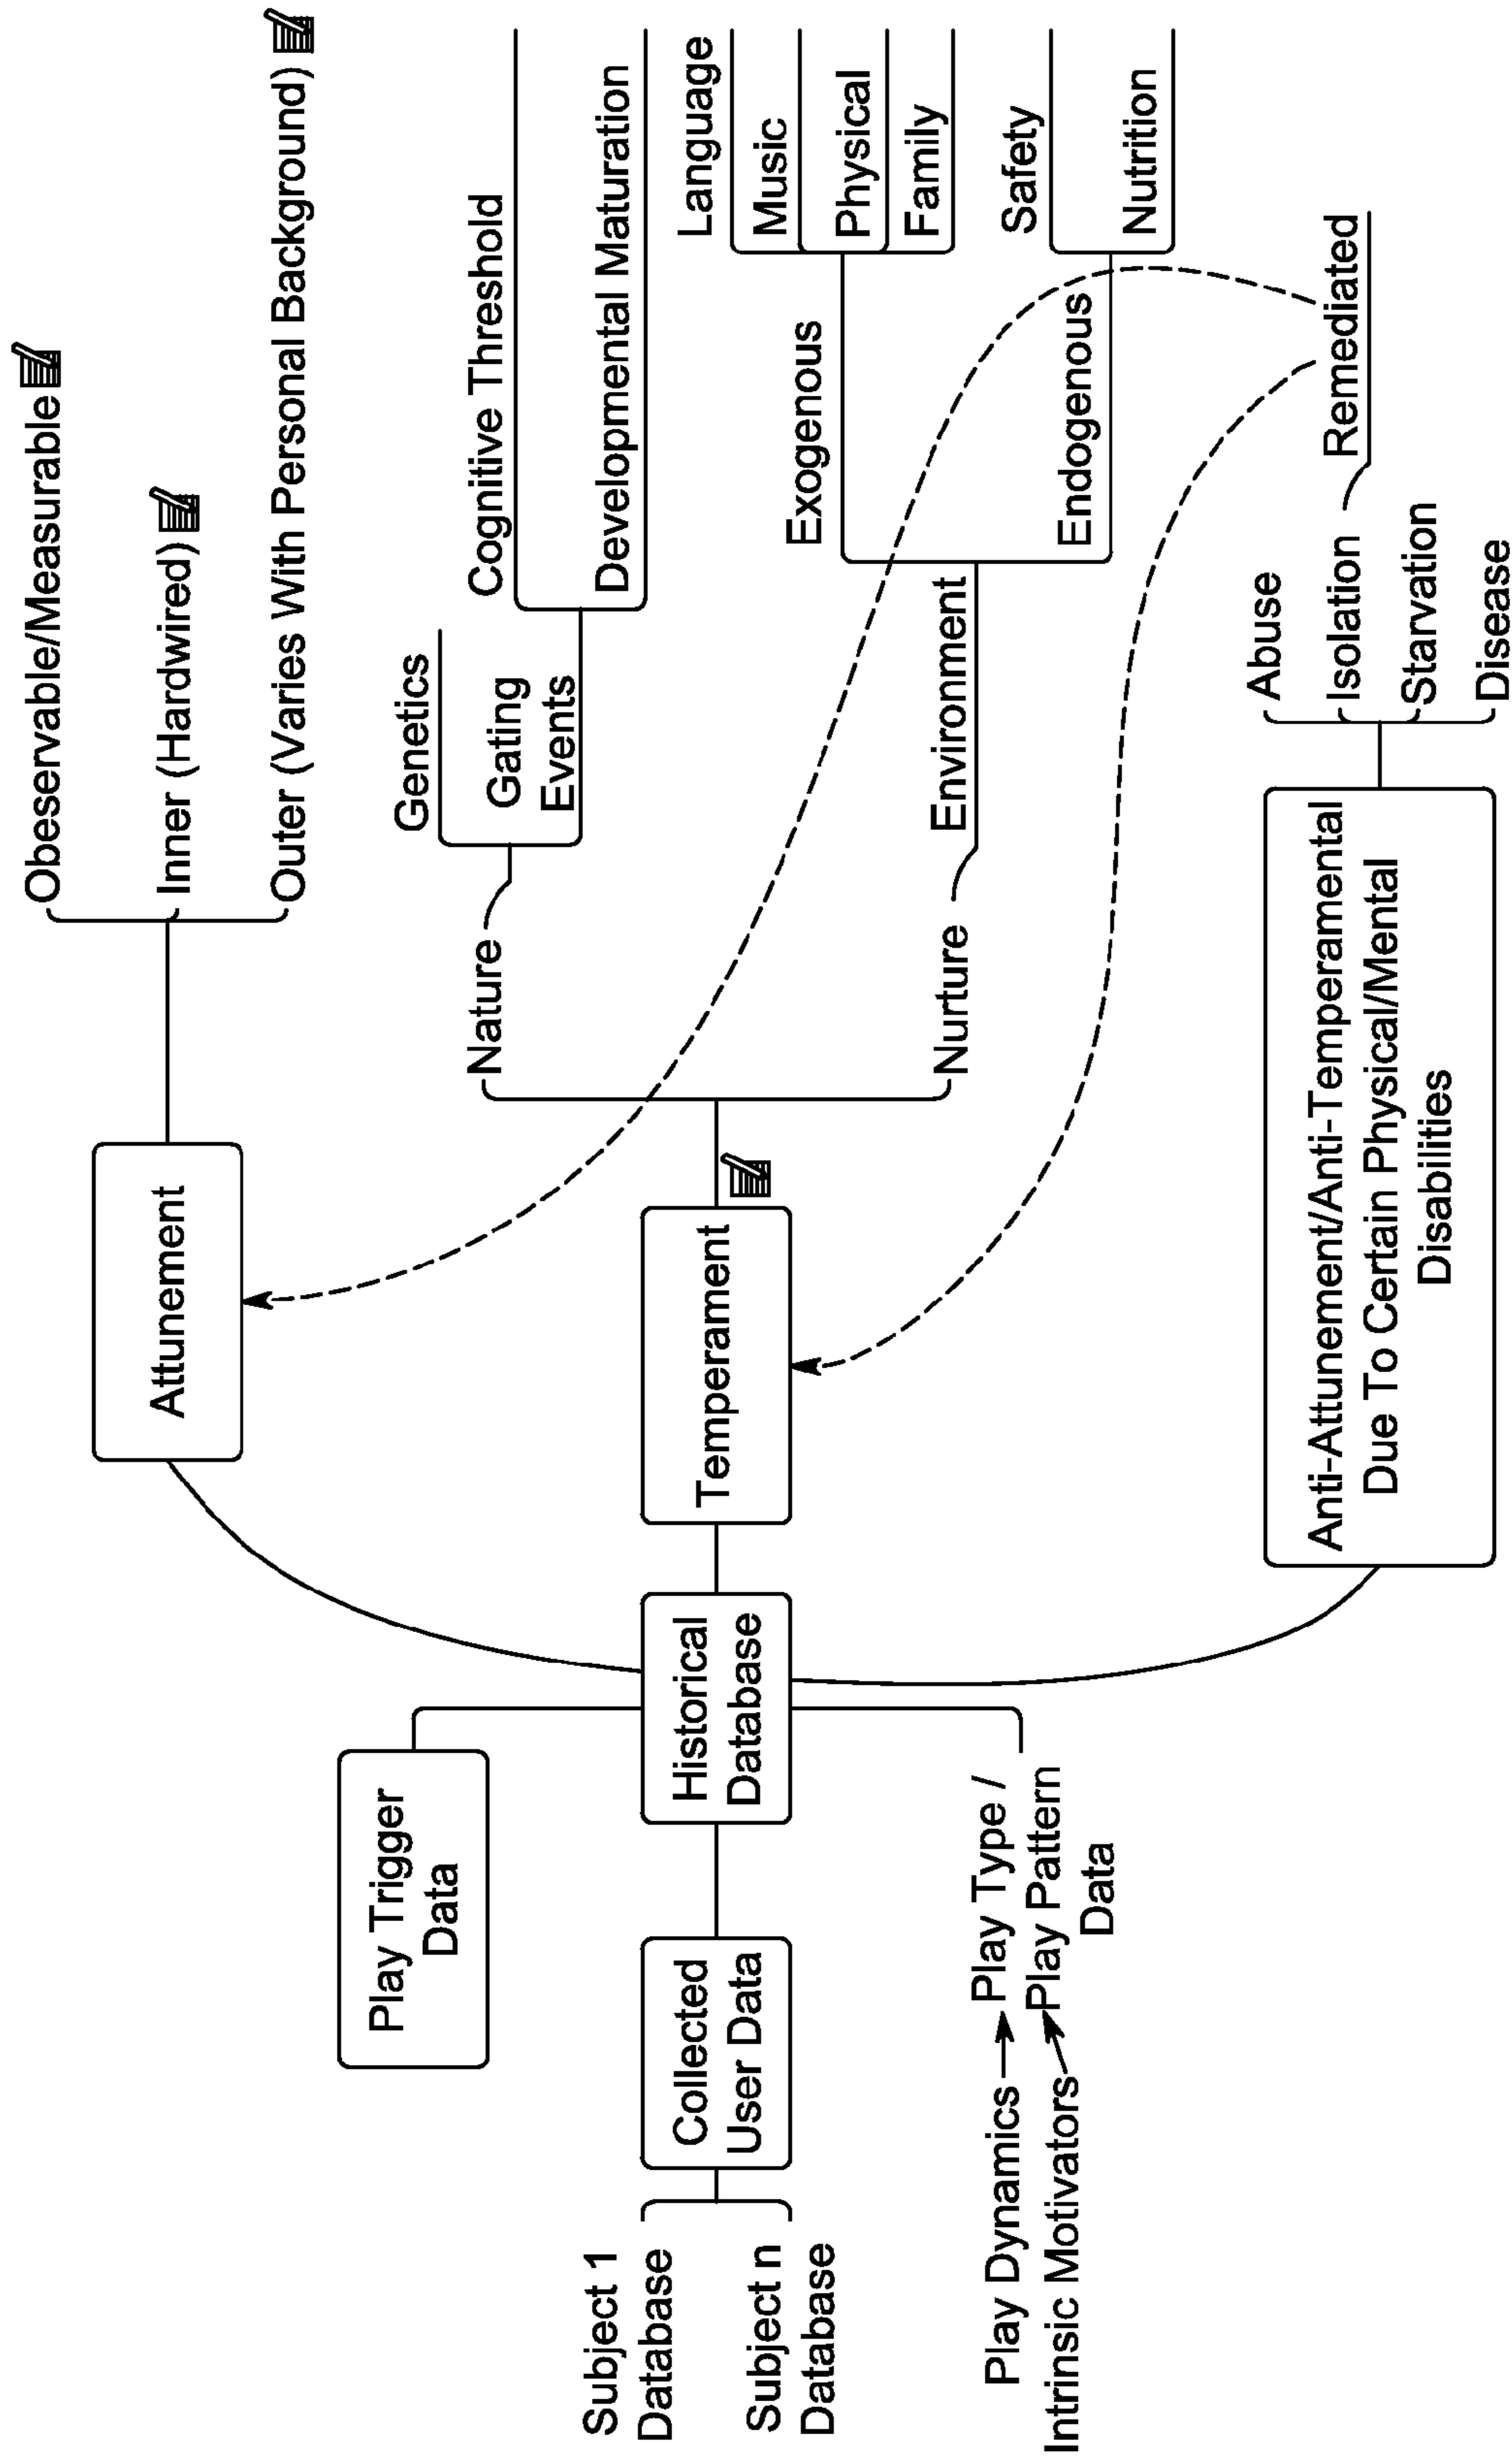 Obeservable/Measurable
Inner (Hardwired)
Outer (Varies With Personal Background)
Attunement
Cognitive Threshold
Developmental Maturation
Genetics
Gating
Events
Nature
Language
Music
Physical
Family
Exogenous
Safety
Nutrition
Endogenous
Environment
Nurture
Temperament
Historical
Database
Play Trigger
Data
Collected
User Data
Subject 1
Database
Subject n
Database
Play Type /
Play Pattern
Data
Play Dynamics
Intrinsic Motivators
Remediated
Abuse
Isolation
Starvation
Disease
Anti-Attunement/Anti-Temperamental
Due To Certain Physical/Mental
Disabilities